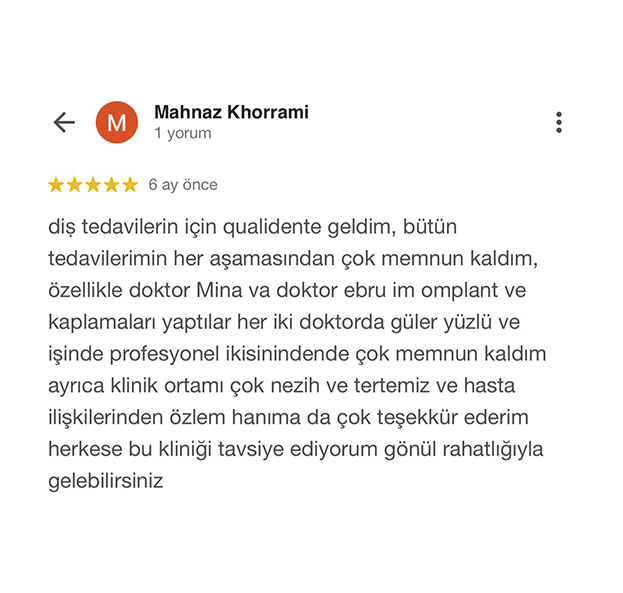 M
Mahnaz Khorrami
1 yorum
6 ay önce
diş tedavilerin için qualidente geldim, bütün
tedavilerimin her aşamasından çok memnun kaldım,
özellikle doktor Mina va doktor ebru im omplant ve
kaplamaları yaptılar her iki doktorda güler yüzlü ve
işinde profesyonel ikisinindende çok memnun kaldım
ayrıca klinik ortamı çok nezih ve tertemiz ve hasta
ilişkilerinden özlem hanıma da çok teşekkür ederim
herkese bu kliniği tavsiye ediyorum gönül rahatlığıyla
gelebilirsiniz